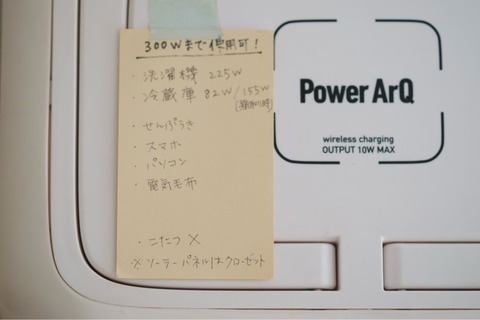 300Wまで使用可!
・洗濯機 225W
・冷蔵庫 82W/155W
(霜取り時)
・せんぷうき
・スマホ
・パソコン
・電気毛布
・こたつ ×
※ソーラーパネルはクローゼット
PowerArQ
wireless charging
OUTPUT 10W MAX